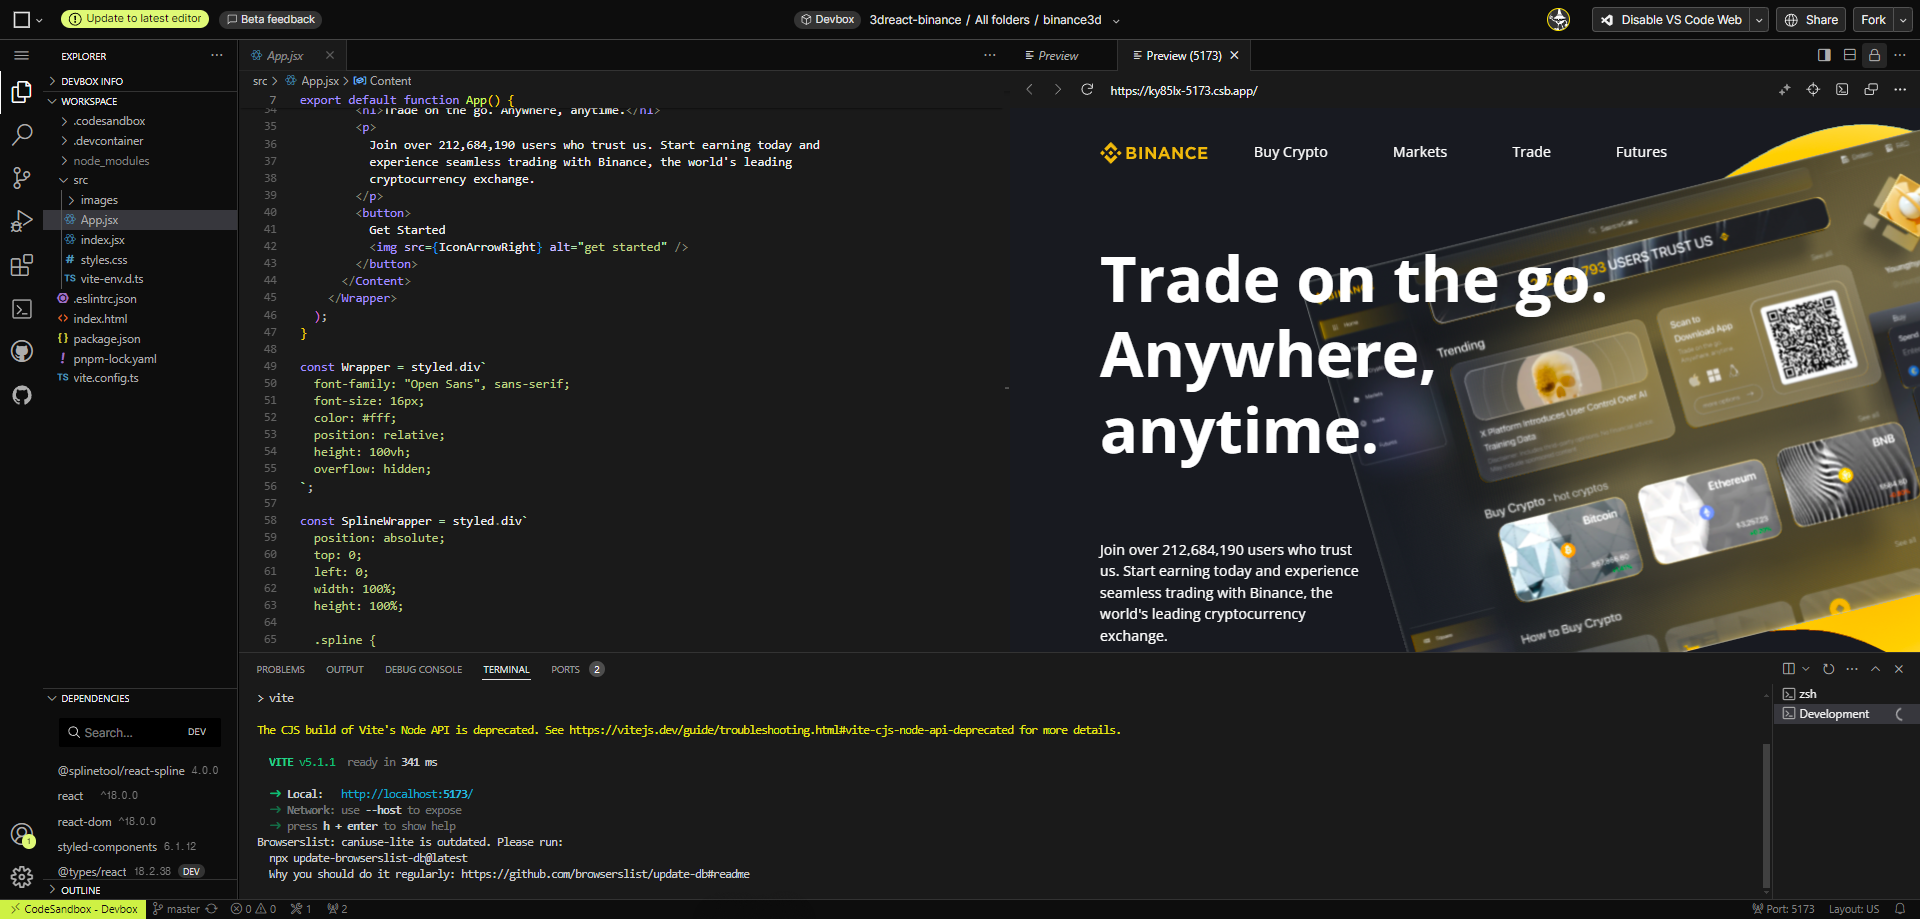 Update to latest editor
Beta feedback
Devbox
3dreact-binance / All folders / binance3d
Disable VS Code Web
Share
Fork
EXPLORER
DEVBOX INFO
WORKSPACE
.codesandbox
.devcontainer
node_modules
src
images
App.jsx
index.jsx
# styles.css
TS vite-env.d.ts
.eslintrc.json
<> index.html
{} package.json
! pnpm-lock.yaml
TS vite.config.ts
DEPENDENCIES
Search...
DEV
@splinetool/react-spline 4.0.0
react ^18.0.0
react-dom ^18.0.0
styled-components 6.1.12
@types/react 18.2.38 DEV
OUTLINE
1
App.jsx
src > App.jsx > Content
7 export default function App() {
34 <h1>Trade on the go. Anywhere, anytime.</h1>
35 <p>
36 Join over 212,684,190 users who trust us. Start earning today and
37 experience seamless trading with Binance, the world's leading
38 cryptocurrency exchange.
39 </p>
40 <button>
41 Get Started
42 <img src={IconArrowRight} alt="get started" />
43 </button>
44 </Content>
45 </Wrapper>
46 );
47 }
48
49 const Wrapper = styled.div`
50 font-family: "Open Sans", sans-serif;
51 font-size: 16px;
52 color: #fff;
53 position: relative;
54 height: 100vh;
55 overflow: hidden;
56 `;
57
58 const SplineWrapper = styled.div`
59 position: absolute;
60 top: 0;
61 left: 0;
62 width: 100%;
63 height: 100%;
64
65 .spline {
Preview
Preview (5173)
https://ky85lx-5173.csb.app/
BINANCE
Buy Crypto
Markets
Trade
Futures
Trade on the go.
Anywhere,
anytime.
Join over 212,684,190 users who trust
us. Start earning today and experience
seamless trading with Binance, the
world's leading cryptocurrency
exchange.
793 USERS TRUST US
Trending
X Platform Introduces User Control Over AI
Training Data
Scan to
Download App
Buy Crypto - hot cryptos
Bitcoin
Ethereum
BNB
How to Buy Crypto
See all
PROBLEMS
OUTPUT
DEBUG CONSOLE
TERMINAL
PORTS 2
> vite
The CJS build of Vite's Node API is deprecated. See https://vitejs.dev/guide/troubleshooting.html#vite-cjs-node-api-deprecated for more details.
VITE v5.1.1 ready in 341 ms
➜ Local: http://localhost:5173/
➜ Network: use --host to expose
➜ press h + enter to show help
Browserslist: caniuse-lite is outdated. Please run:
npx update-browserslist-db@latest
Why you should do it regularly: https://github.com/browserslist/update-db#readme
zsh
Development
CodeSandbox - Devbox
master
0
0
1
2
Port: 5173
Layout: US